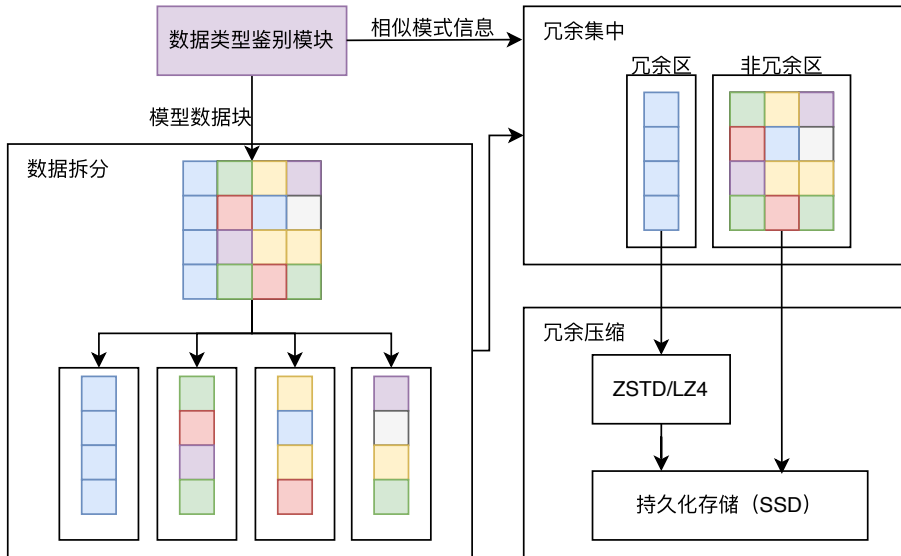 数据类型鉴别模块
相似模式信息
冗余集中
冗余区
非冗余区
模型数据块
数据拆分
冗余压缩
ZSTD/LZ4
持久化存储（SSD）